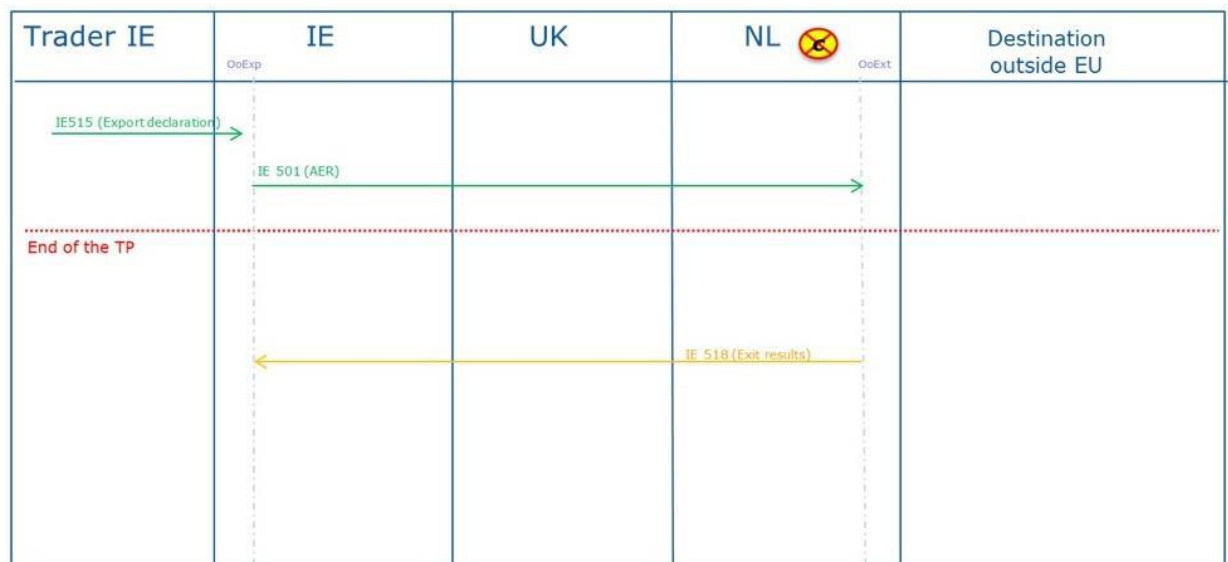 Trader IE
IE
UK
NL
Destination
outside EU
OoExp
OoExt
IE515 (Export declaration)
IE 501 (AER)
End of the TP
IE 518 (Exit results)